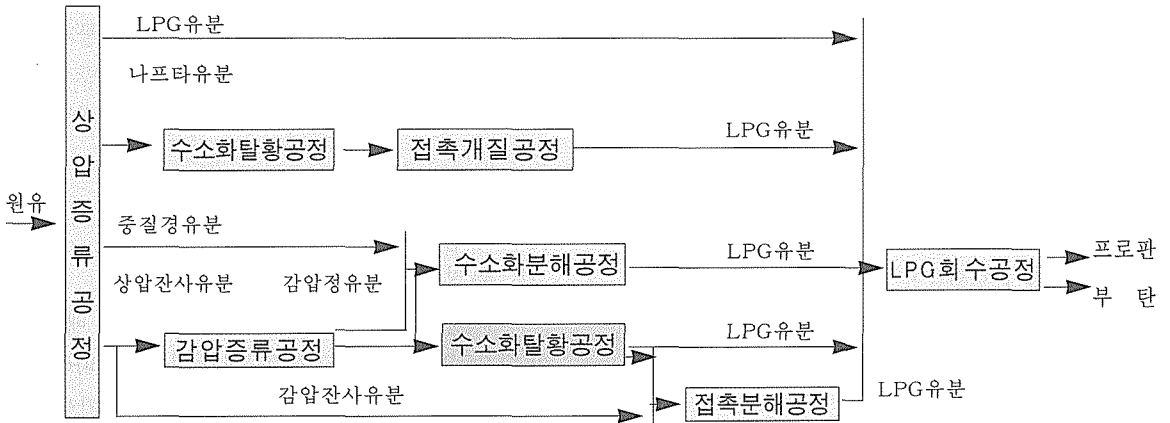 LPG유분
나프타유분
상압증류공정
수소화탈황공정
접촉개질공정
LPG유분
원유
중질경유분
수소화분해공정
LPG유분
LPG회수공정
프로판
부 탄
상압잔사유분
감압정유분
감압증류공정
수소화탈황공정
LPG유분
감압잔사유분
접촉분해공정
LPG유분